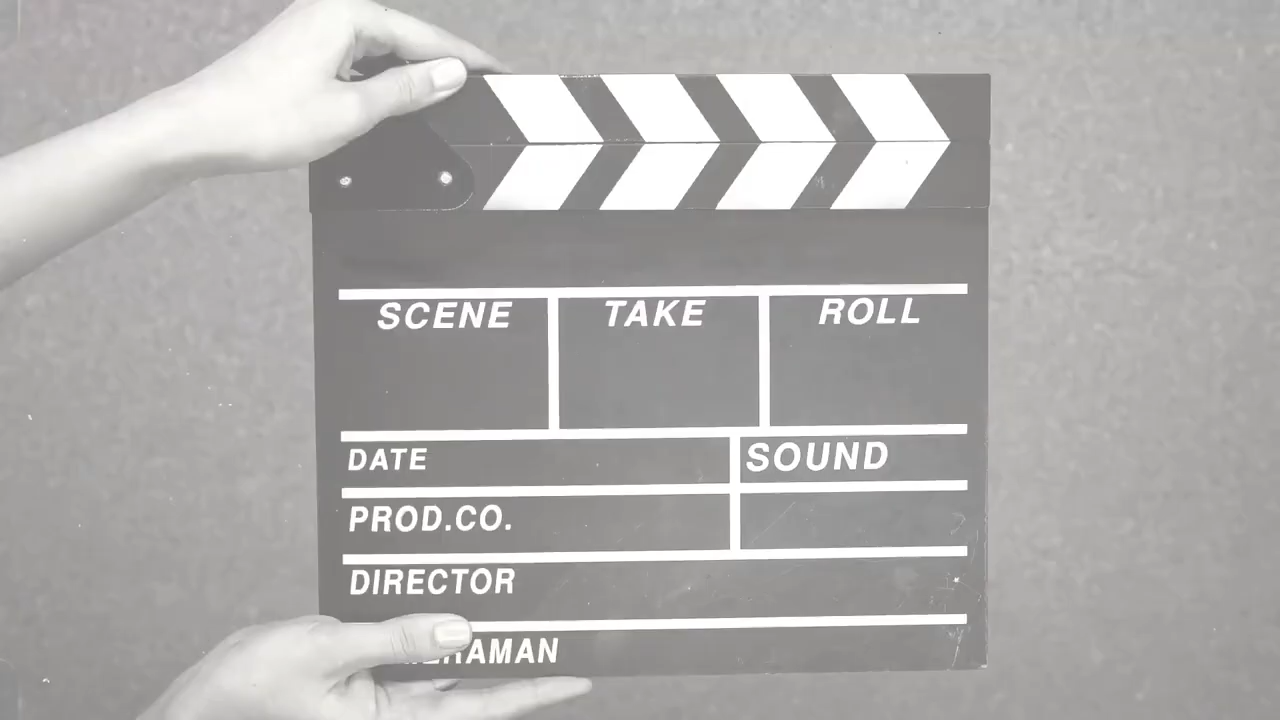 SCENE TAKE ROLL
DATE SOUND
PROD.CO.
DIRECTOR